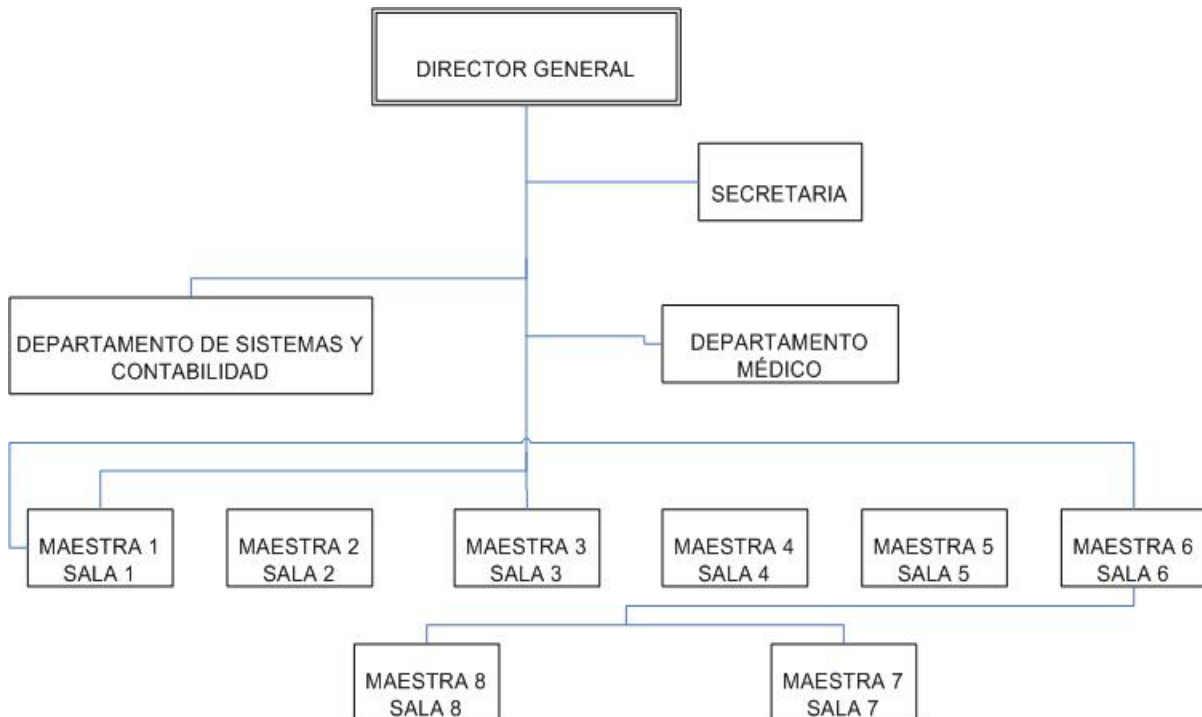 DIRECTOR GENERAL
SECRETARIA
DEPARTAMENTO DE SISTEMAS Y
CONTABILIDAD
DEPARTAMENTO
MÉDICO
MAESTRA 1
SALA 1
MAESTRA 2
SALA 2
MAESTRA 3
SALA 3
MAESTRA 4
SALA 4
MAESTRA 5
SALA 5
MAESTRA 6
SALA 6
MAESTRA 8
SALA 8
MAESTRA 7
SALA 7